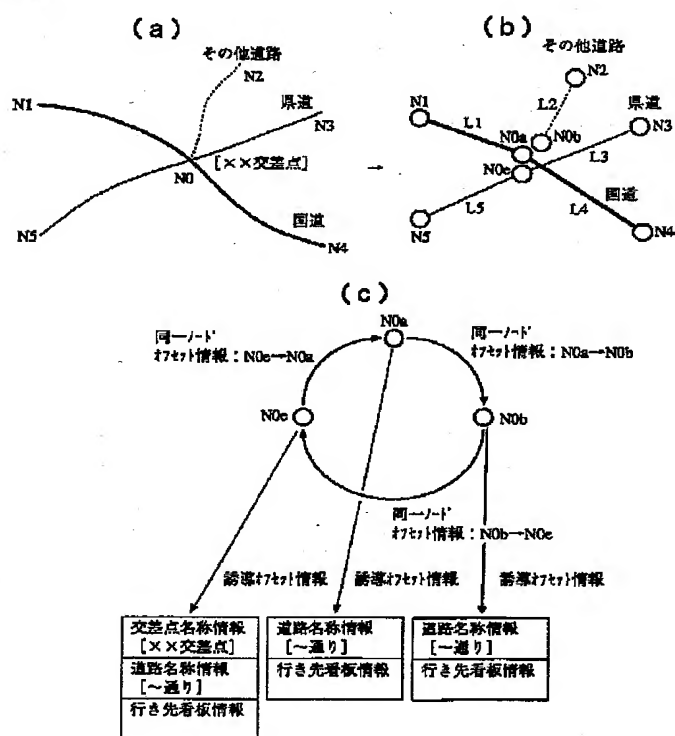 (a)
その他道路
N2
N1
県道
N3
N0
[××交差点]
国道
N5
N4
→
(b)
その他道路
N2
N1
L2
県道
L1
N0a
N0b
N3
N0e
L3
国道
L5
L4
N5
N4
(c)
N0a
同一ノード
オフセット情報：N0e→N0a
同一ノード
オフセット情報：N0a→N0b
N0e
N0b
同一ノード
オフセット情報：N0b→N0e
誘導オフセット情報
誘導オフセット情報
誘導オフセット情報
交差点名称情報
[××交差点]
道路名称情報
[～通り]
行き先看板情報
道路名称情報
[～通り]
行き先看板情報
道路名称情報
[～通り]
行き先看板情報